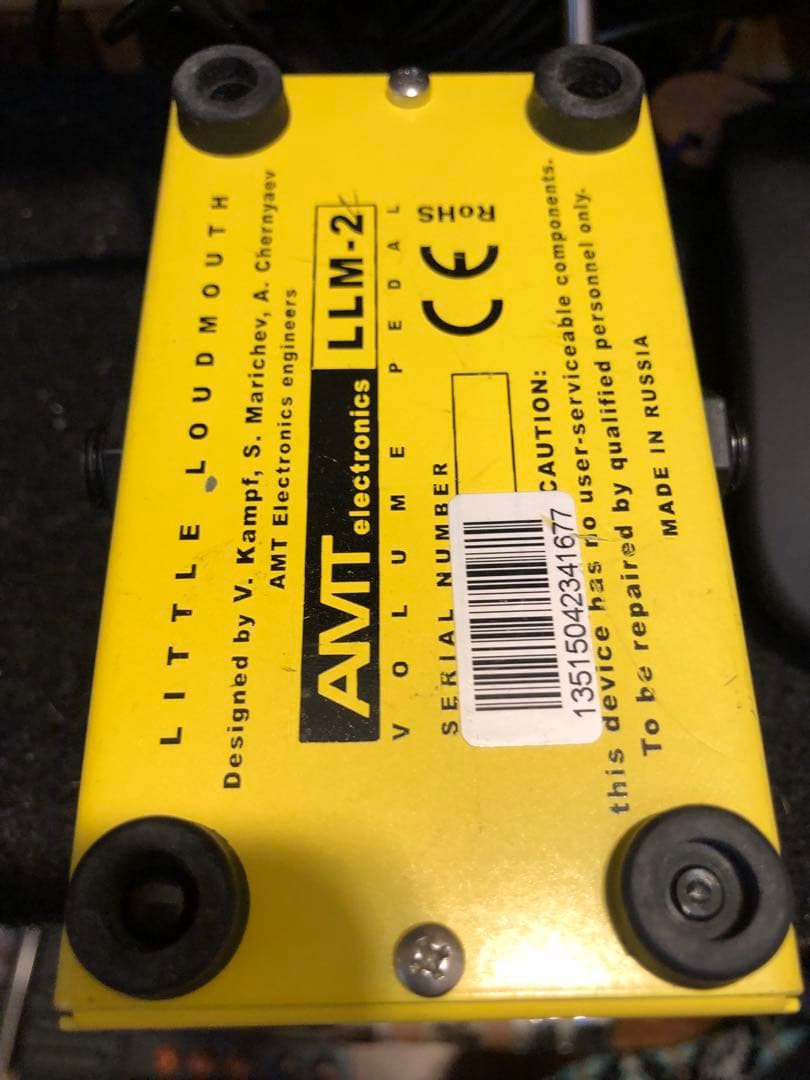 LITTLE LOUDMOUTH
Designed by V. Kampf, S. Marichev, A. Chernyaev
AMT Electronics engineers
AMT electronics LLM-2
VOLUME PEDAL
SERIAL NUMBER
CE RoHS
13515042341677
CAUTION:
this device has no user-serviceable components.
To be repaired by qualified personnel only.
MADE IN RUSSIA